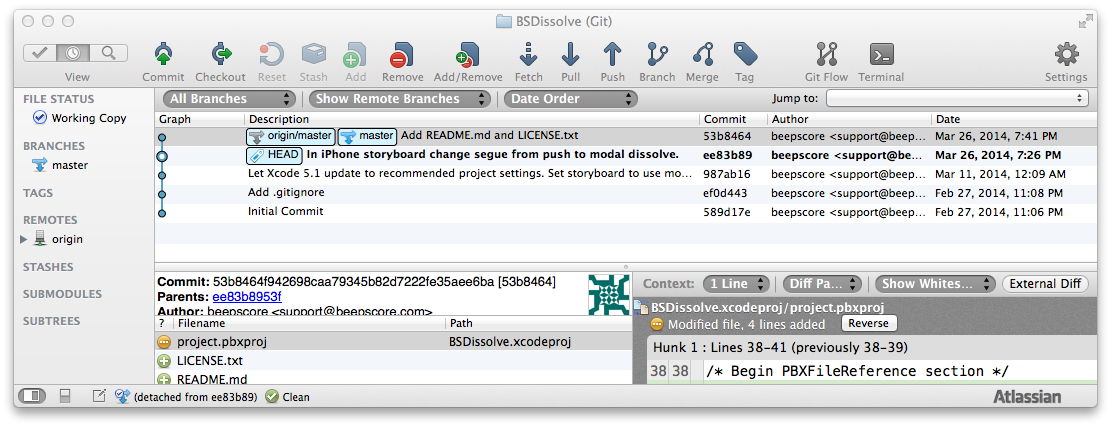 BSDissolve (Git)
View Commit Checkout Reset Stash Add Remove Add/Remove Fetch Pull Push Branch Merge Tag Git Flow Terminal Settings
FILE STATUS
Working Copy
BRANCHES
master
TAGS
REMOTES
origin
STASHES
SUBMODULES
SUBTREES
All Branches Show Remote Branches Date Order Jump to:
Graph Description Commit Author Date
origin/master master Add README.md and LICENSE.txt 53b8464 beepscore <support@beep... Mar 26, 2014, 7:41 PM
HEAD In iPhone storyboard change segue from push to modal dissolve. ee83b89 beepscore <support@be... Mar 26, 2014, 7:26 PM
Let Xcode 5.1 update to recommended project settings. Set storyboard to use mo... 987ab16 beepscore <support@beep... Mar 11, 2014, 12:09 AM
Add .gitignore ef0d443 beepscore <support@beep... Feb 27, 2014, 11:08 PM
Initial Commit 589d17e beepscore <support@beep... Feb 27, 2014, 11:06 PM
Commit: 53b8464f942698caa79345b82d7222fe35aee6ba [53b8464]
Parents: ee83b8953f
Author: beepscore <support@beepscore.com>
? Filename Path
project.pbxproj BSDissolve.xcodeproj
LICENSE.txt
README.md
Context: 1 Line Diff Pa... Show Whites... External Diff
BSDissolve.xcodeproj/project.pbxproj
Modified file, 4 lines added Reverse
Hunk 1 : Lines 38-41 (previously 38-39)
38 38 /* Begin PBXFileReference section */
(detached from ee83b89) Clean Atlassian